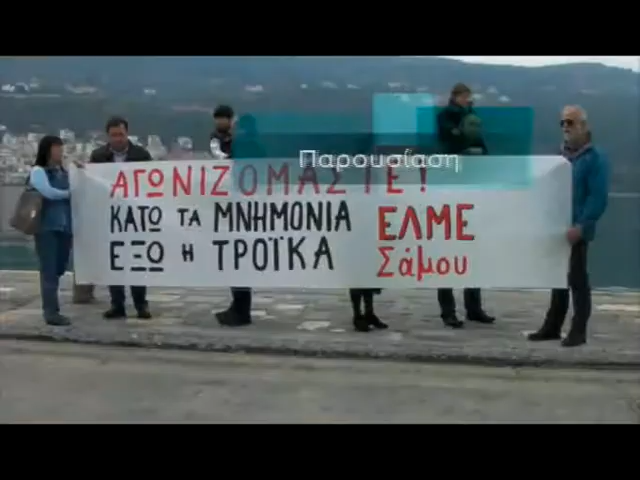 Παρουσίαση
ΑΓΩΝΙΖΟΜΑΣΤΕ!
ΚΑΤΩ ΤΑ ΜΝΗΜΟΝΙΑ
ΕΞΩ Η ΤΡΟΪΚΑ
ΕΛΜΕ
Σάμου